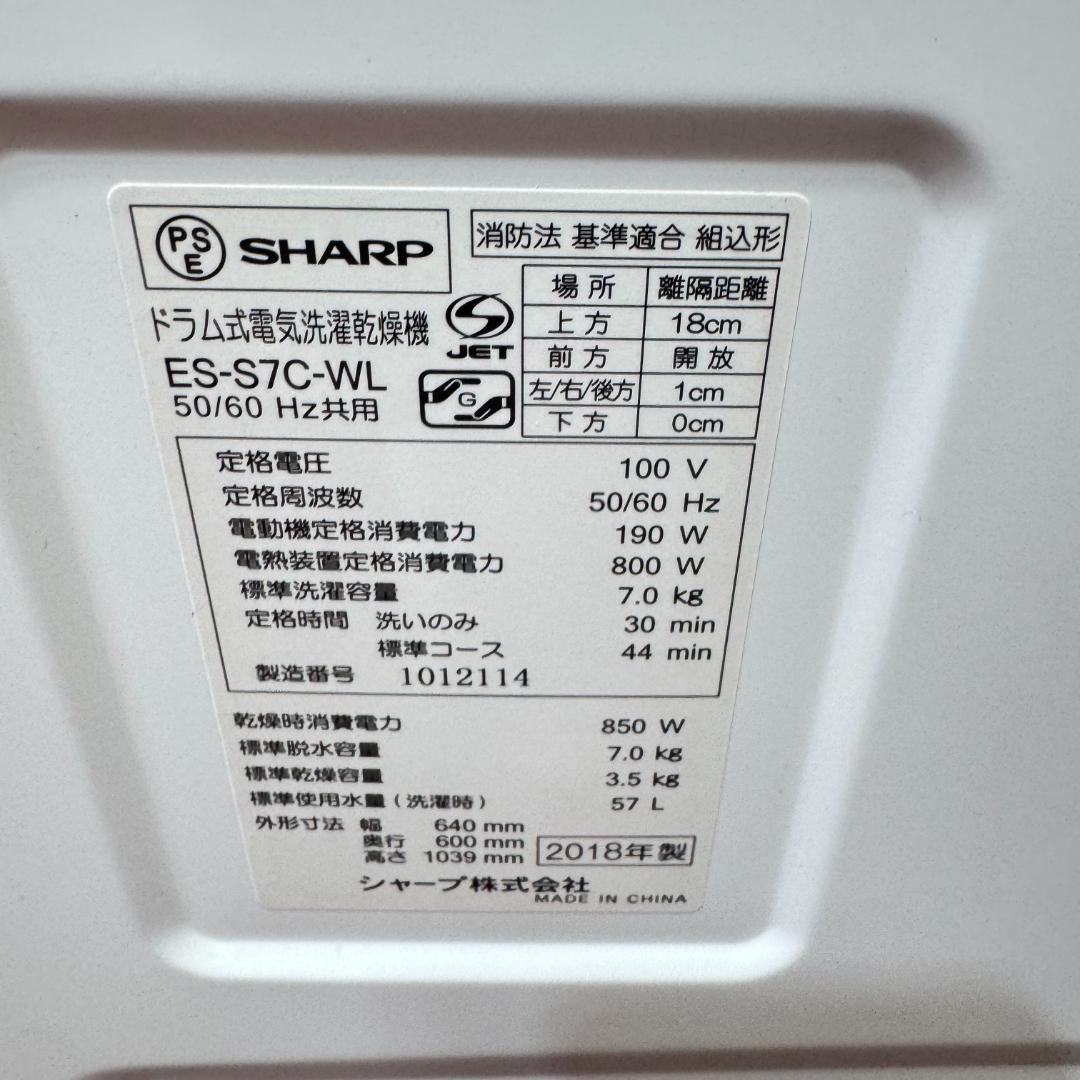 PSE SHARP
ドラム式電気洗濯乾燥機
ES-S7C-WL
50/60 Hz共用
JET
G
消防法 基準適合 組込形
場所 離隔距離
上方 18cm
前方 開放
左/右/後方 1cm
下方 0cm
定格電圧 100 V
定格周波数 50/60 Hz
電動機定格消費電力 190 W
電熱装置定格消費電力 800 W
標準洗濯容量 7.0 kg
定格時間 洗いのみ 30 min
標準コース 44 min
製造番号 1012114
乾燥時消費電力 850 W
標準脱水容量 7.0 kg
標準乾燥容量 3.5 kg
標準使用水量(洗濯時) 57 L
外形寸法 幅 640 mm
奥行 600 mm
高さ 1039 mm
2018年製
シャープ株式会社
MADE IN CHINA